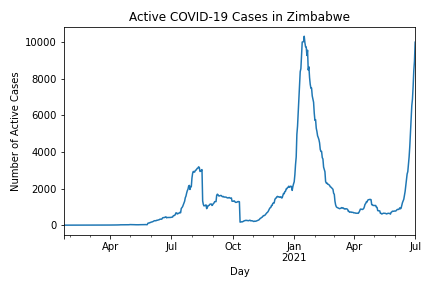 Active COVID-19 Cases in Zimbabwe
Number of Active Cases
10000
8000
6000
4000
2000
0
Apr
Jul
Oct
Jan
2021
Apr
Jul
Day